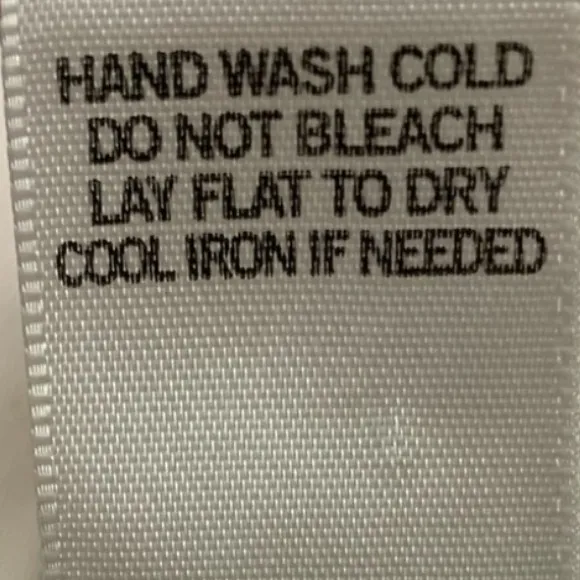 HAND WASH COLD
DO NOT BLEACH
LAY FLAT TO DRY
COOL IRON IF NEEDED